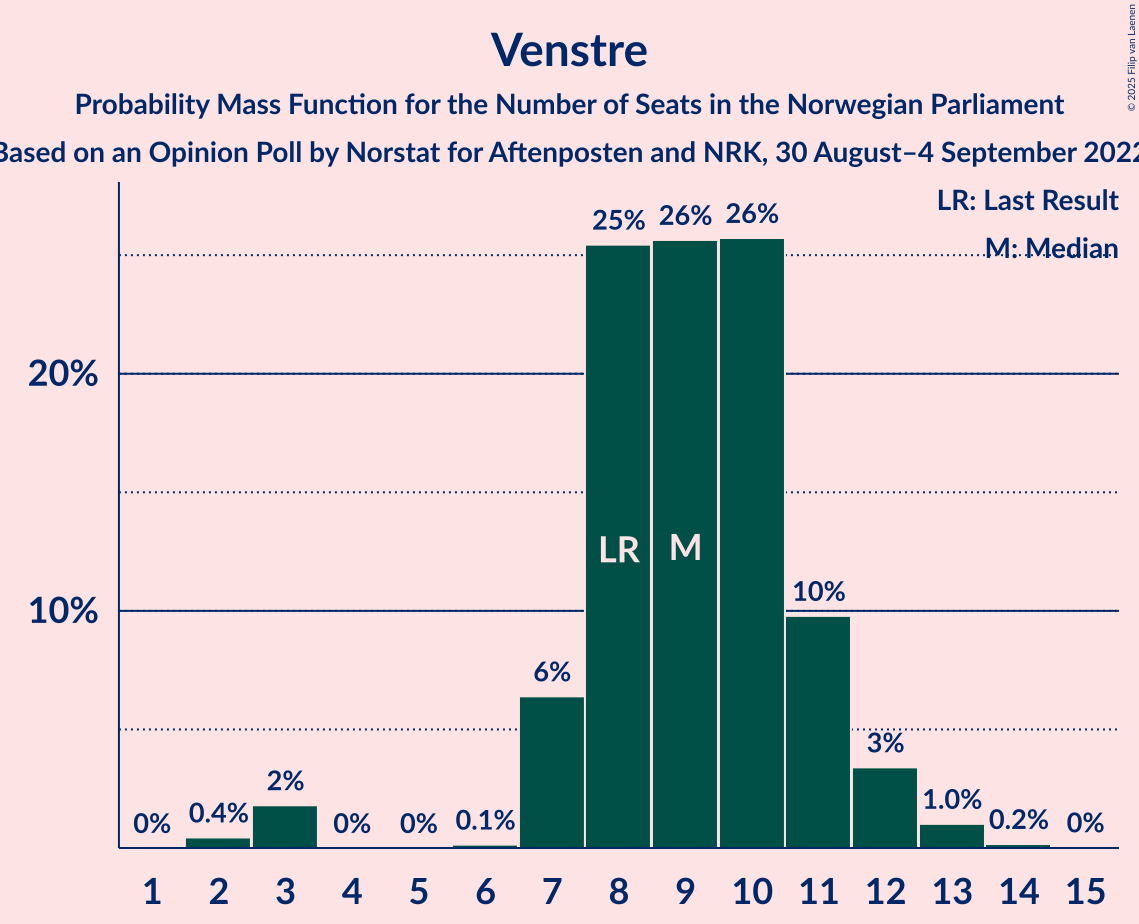 © 2025 Filip van Laenen
Venstre
Probability Mass Function for the Number of Seats in the Norwegian Parliament
Based on an Opinion Poll by Norstat for Aftenposten and NRK, 30 August–4 September 2022
LR: Last Result
M: Median
25% 26% 26%
20%
LR M
10%
10%
6%
3%
2%
1.0%
0% 0.4% 0% 0% 0.1% 0.2% 0%
1 2 3 4 5 6 7 8 9 10 11 12 13 14 15